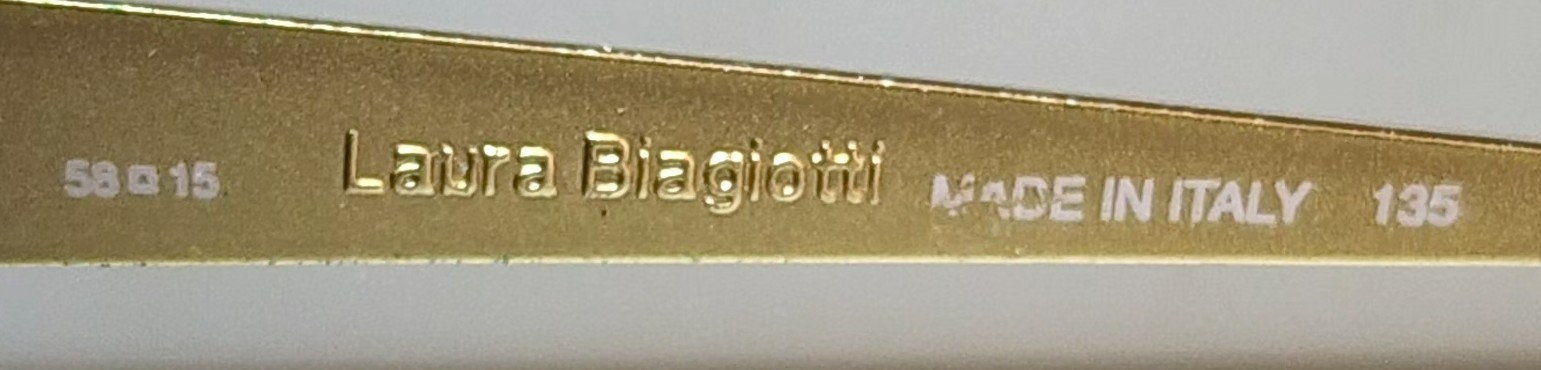 58□15 Laura Biagiotti MADE IN ITALY 135